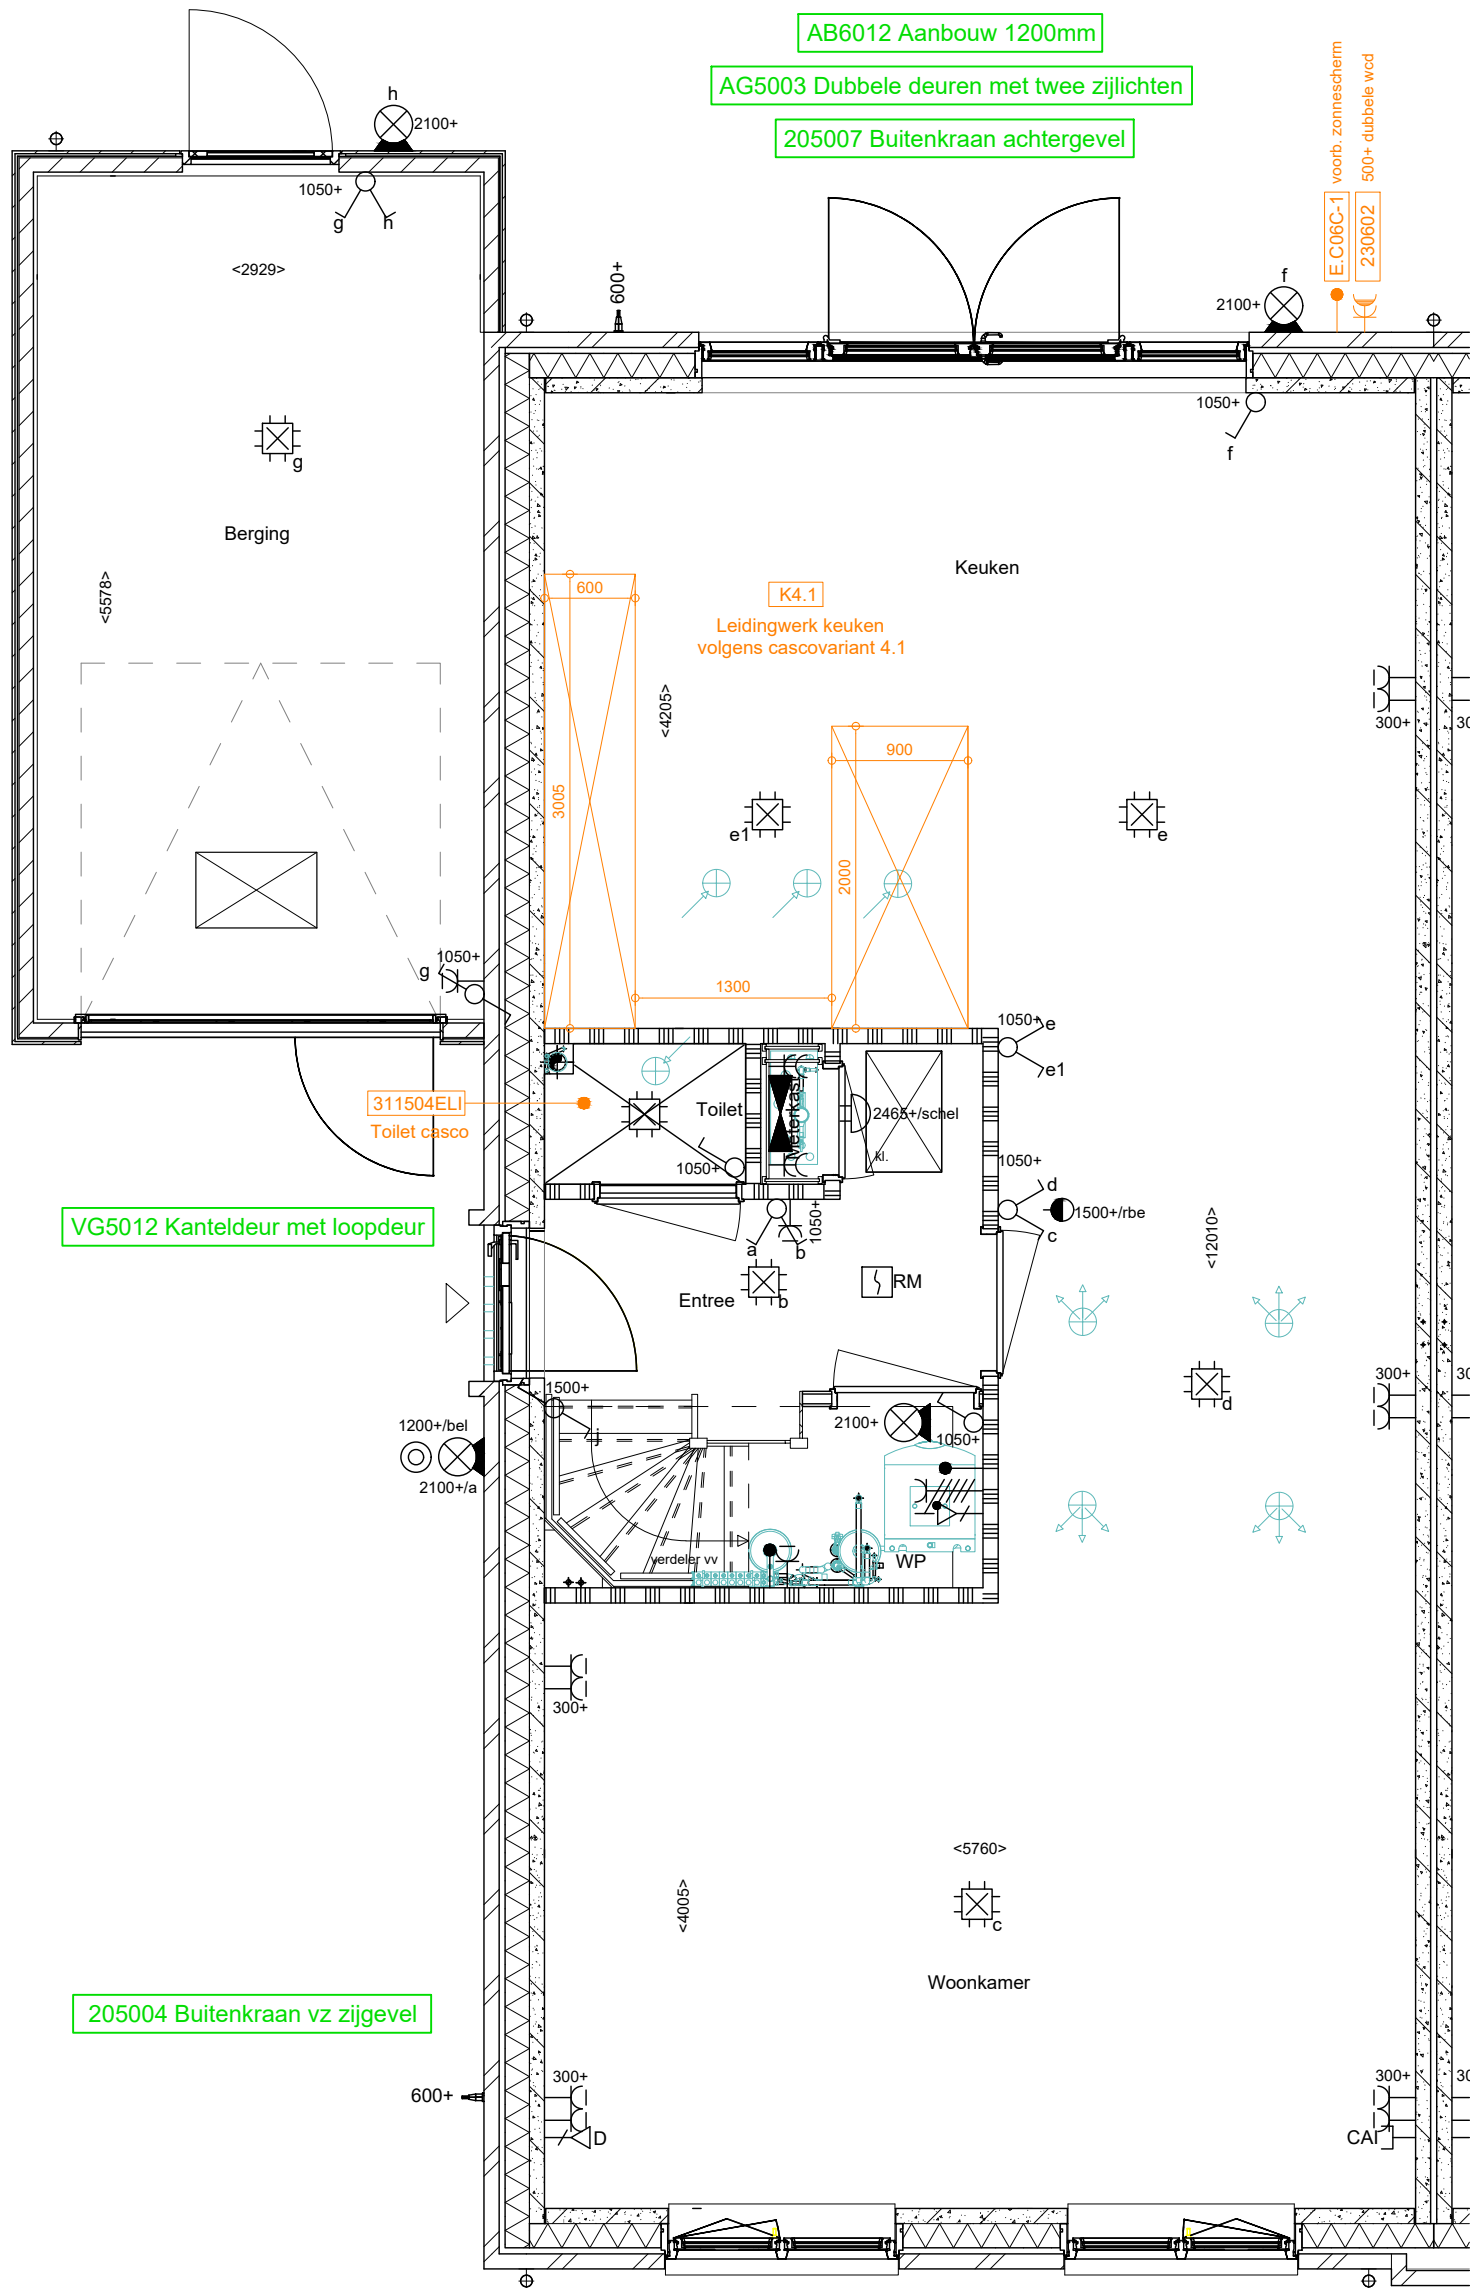 AB6012 Aanbouw 1200mm
AG5003 Dubbele deuren met twee zijlichten
205007 Buitenkraan achtergevel
voorb. zonnescherm
500+ dubbele wcd
E.C06C-1
230602
h
2100+
1050+
g
h
<2929>
600+
f
2100+
1050+
f
g
Berging
<5578>
Keuken
600
K4.1
Leidingwerk keuken
volgens cascovariant 4.1
<4205>
300+
30
900
3005
e1
e
2000
1050+
g
1300
1050+
e
e1
311504ELI
Toilet casco
Toilet
Meterkast
2465+/schel
kl.
1050+
1050+
d
1500+/rbe
c
VG5012 Kanteldeur met loopdeur
a
b
1050+
<12010>
Entree
b
RM
300+
30
d
1500+
j
2100+
1050+
1200+/bel
2100+/a
verdeler vv
WP
300+
<5760>
<4005>
c
Woonkamer
205004 Buitenkraan vz zijgevel
600+
300+
D
300+
30
CAI